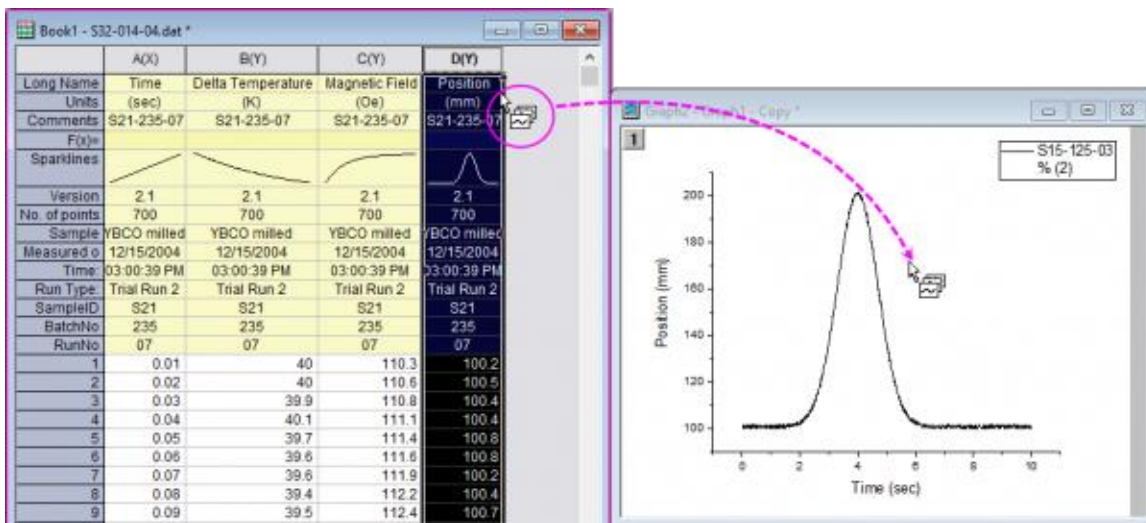 Book1 - S32-014-04.dat *
A(X) B(Y) C(Y) D(Y)
Long Name Time Delta Temperature Magnetic Field Position
Units (sec) (K) (Oe) (mm)
Comments S21-235-07 S21-235-07 S21-235-07 S21-235-07
F(x)=
Sparklines
Version 2.1 2.1 2.1 2.1
No. of points 700 700 700 700
Sample YBCO milled YBCO milled YBCO milled YBCO milled
Measured o 12/15/2004 12/15/2004 12/15/2004 12/15/2004
Time: 03:00:39 PM 03:00:39 PM 03:00:39 PM 03:00:39 PM
Run Type: Trial Run 2 Trial Run 2 Trial Run 2 Trial Run 2
SampleID S21 S21 S21 S21
BatchNo 235 235 235 235
RunNo 07 07 07 07
1 0.01 40 110.3 100.2
2 0.02 40 110.6 100.5
3 0.03 39.9 110.8 100.4
4 0.04 40.1 111.1 100.4
5 0.05 39.7 111.4 100.8
6 0.06 39.6 111.6 100.8
7 0.07 39.6 111.9 100.2
8 0.08 39.4 112.2 100.4
9 0.09 39.5 112.4 100.7
Graph2 - Graph1 - Copy *
1
S15-125-03
% (2)
200
180
160
140
120
100
0 2 4 6 8 10
Position (mm)
Time (sec)